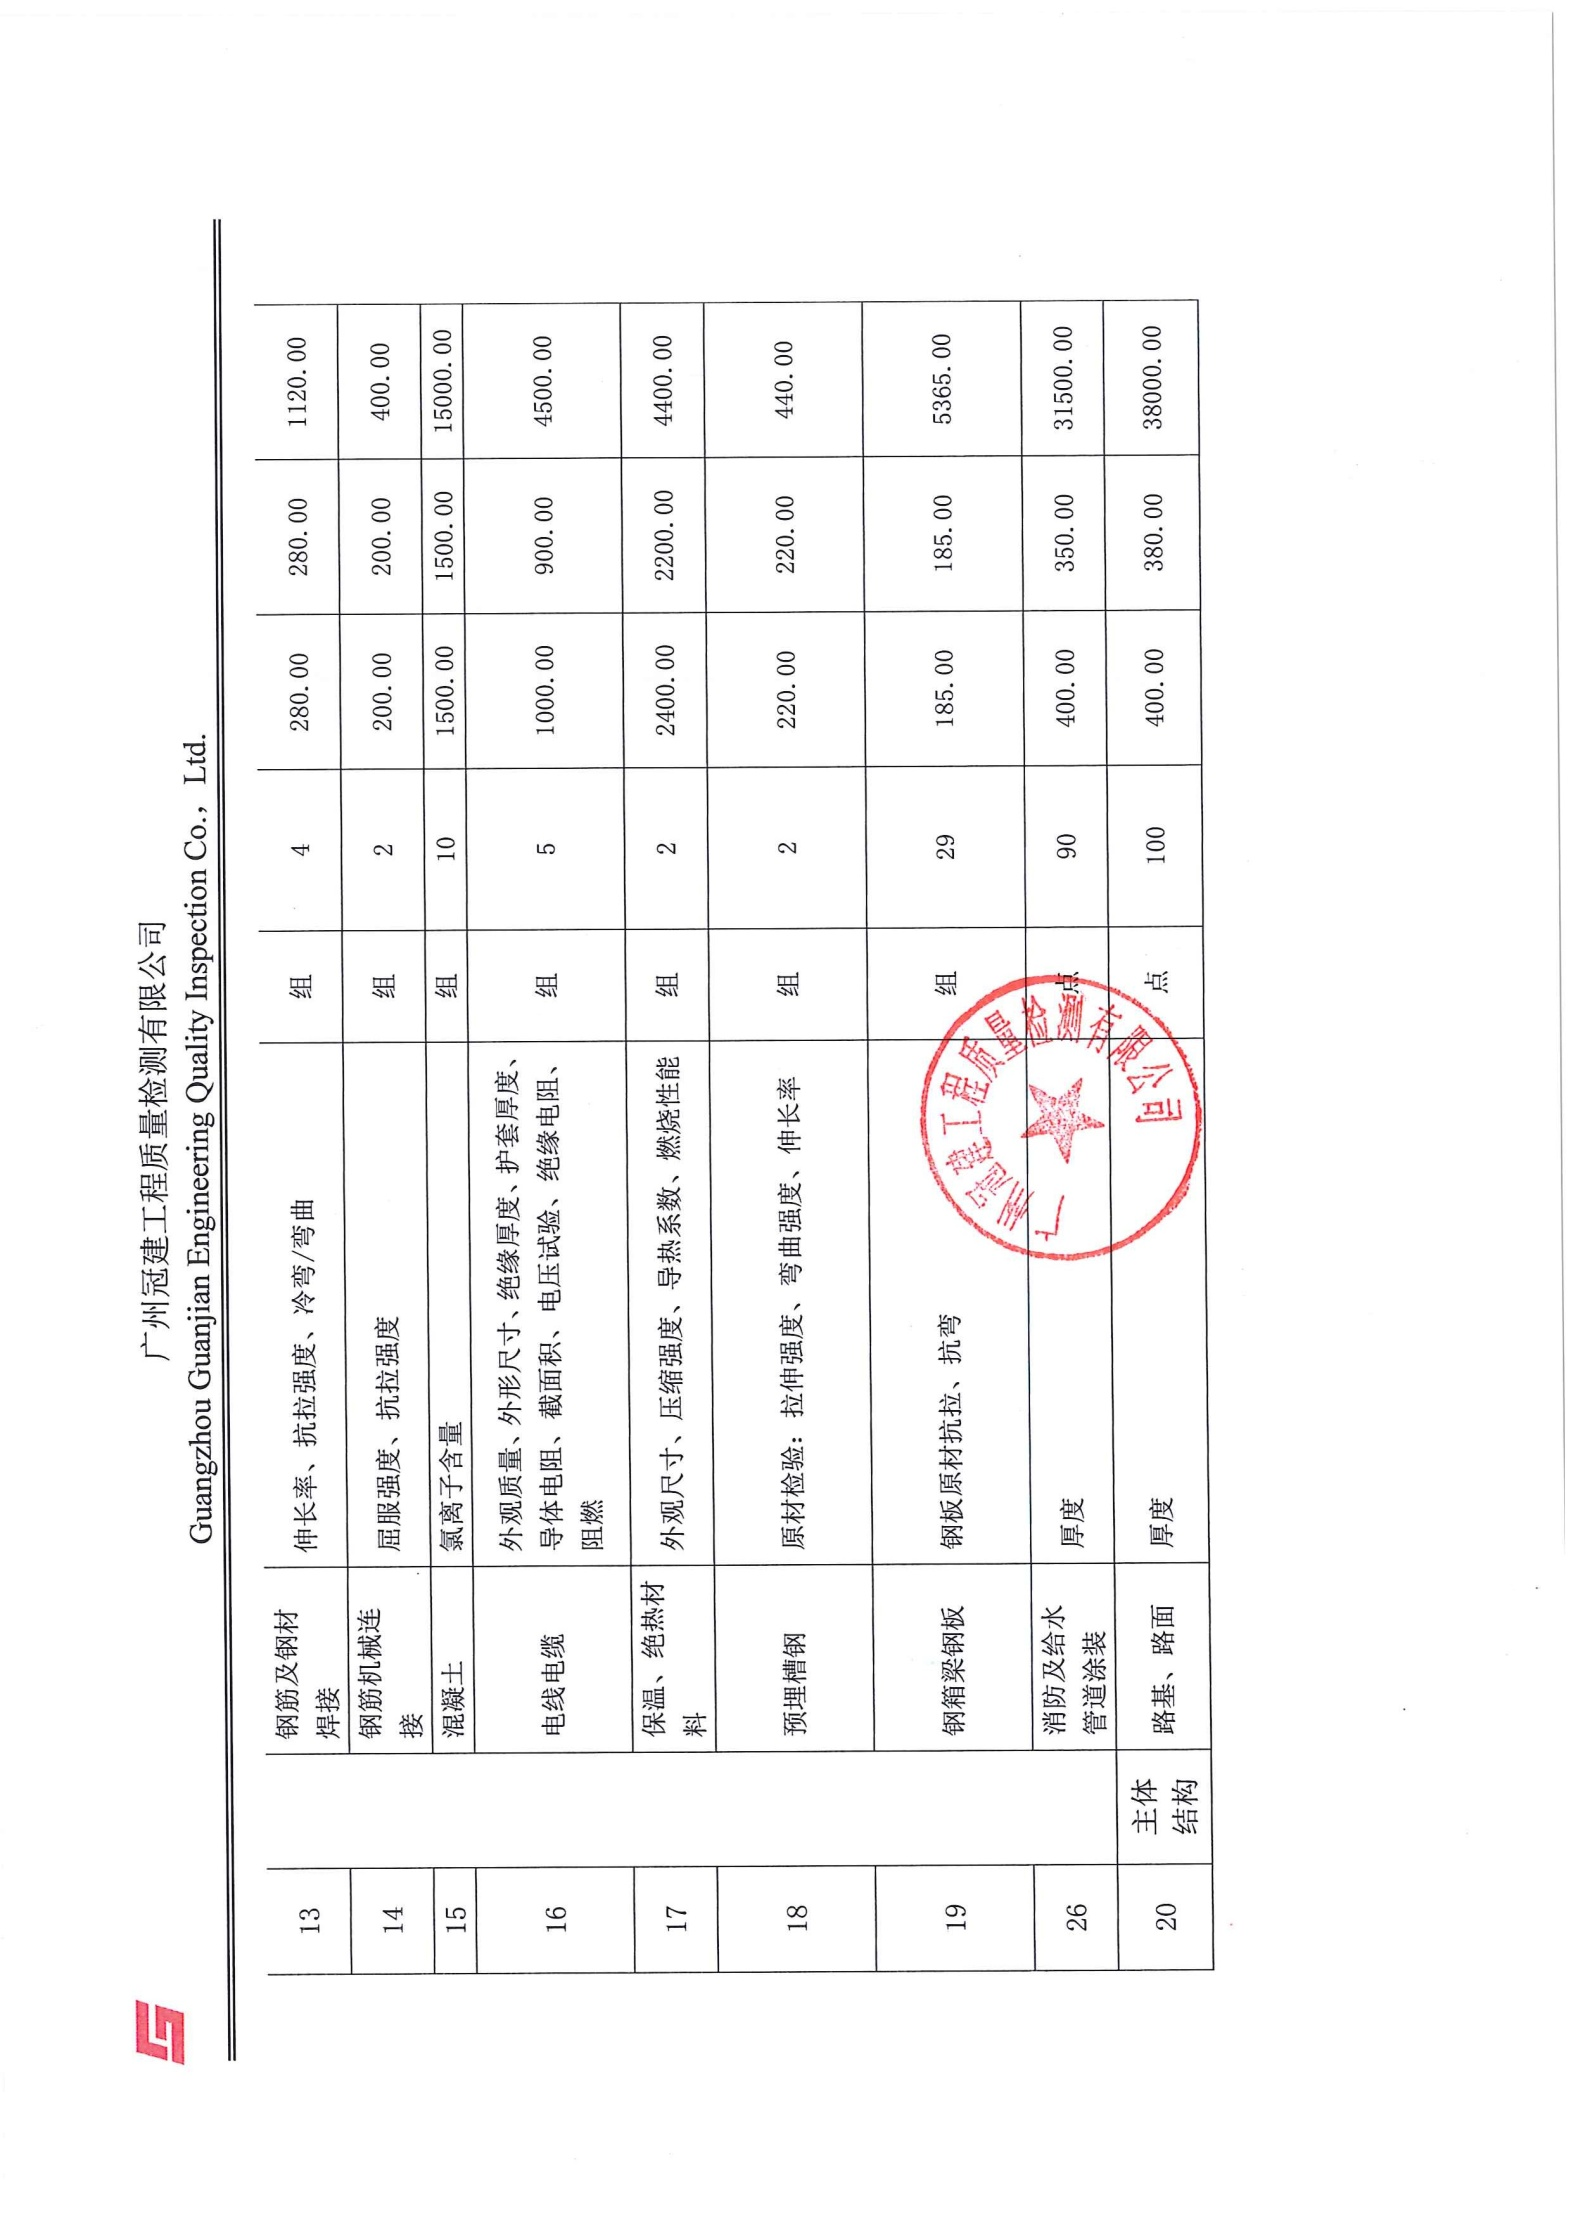 广州冠建工程质量检测有限公司
Guangzhou Guanjian Engineering Quality Inspection Co., Ltd.
13 钢筋及钢材 伸长率、抗拉强度、冷弯/弯曲 组 4 280.00 280.00 1120.00
焊接
14 钢筋机械连 屈服强度、抗拉强度 组 2 200.00 200.00 400.00
接
15 混凝土 氯离子含量 组 10 1500.00 1500.00 15000.00
外观质量、外形尺寸、绝缘厚度、护套厚度、
16 电线电缆 导体电阻、截面积、电压试验、绝缘电阻、 组 5 1000.00 900.00 4500.00
阻燃
17 保温、绝热材 外观尺寸、压缩强度、导热系数、燃烧性能 组 2 2400.00 2200.00 4400.00
料
18 预埋槽钢 原材检验：拉伸强度、弯曲强度、伸长率 组 2 220.00 220.00 440.00
19 钢箱梁钢板 钢板原材抗拉、抗弯 组 29 185.00 185.00 5365.00
26 消防及给水 厚度 点 90 400.00 350.00 31500.00
管道涂装
20 主体 路基、路面 厚度 点 100 400.00 380.00 38000.00
结构
广州冠建工程质量检测有限公司